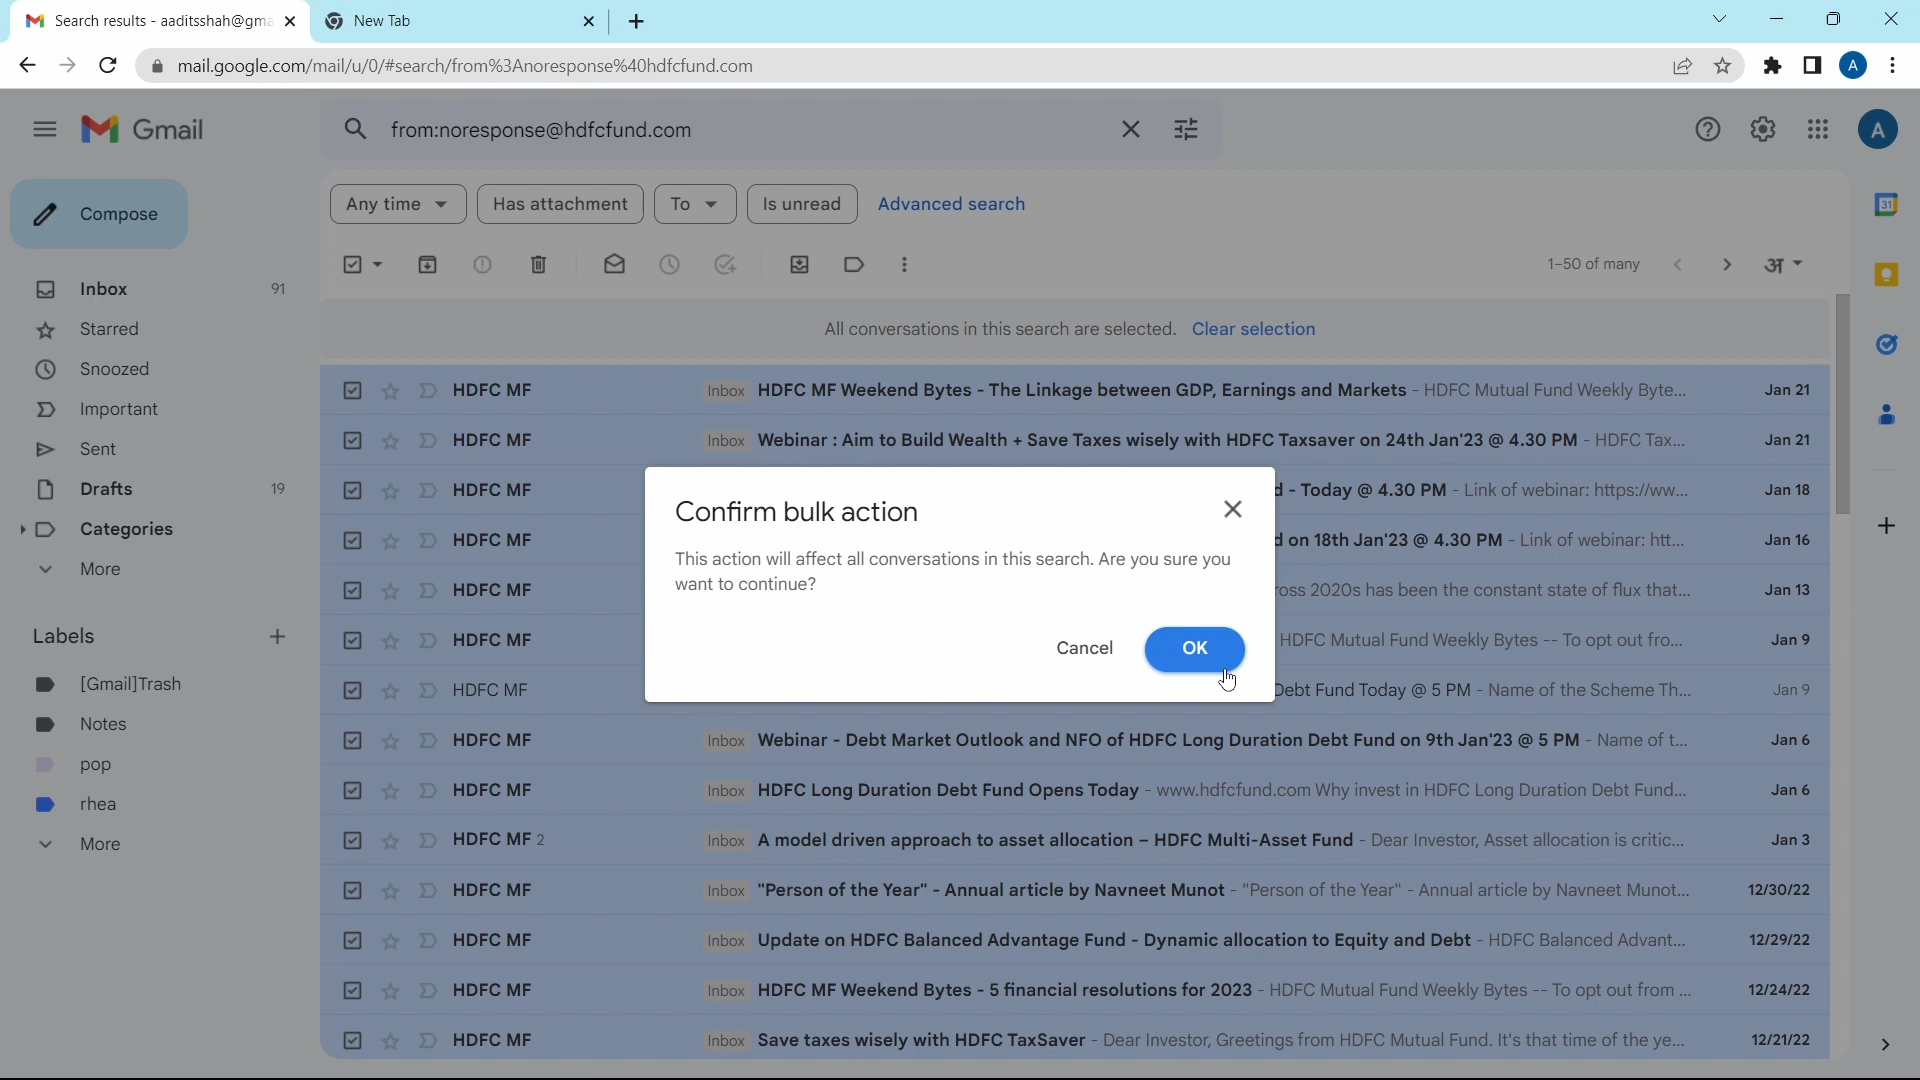 Search results - aaditsshah@gma
New Tab
mail.google.com/mail/u/0/#search/from%3Anoresponse%40hdfcfund.com
A
Gmail
from:noresponse@hdfcfund.com
A
Compose
Any time
Has attachment
To
Is unread
Advanced search
31
1–50 of many
अ
Inbox 91
Starred
Snoozed
Important
Sent
Drafts 19
Categories
More
Labels
[Gmail]Trash
Notes
pop
rhea
More
All conversations in this search are selected. Clear selection
HDFC MF Inbox HDFC MF Weekend Bytes - The Linkage between GDP, Earnings and Markets - HDFC Mutual Fund Weekly Byte... Jan 21
HDFC MF Inbox Webinar : Aim to Build Wealth + Save Taxes wisely with HDFC Taxsaver on 24th Jan'23 @ 4.30 PM - HDFC Tax... Jan 21
HDFC MF d - Today @ 4.30 PM - Link of webinar: https://ww... Jan 18
HDFC MF d on 18th Jan'23 @ 4.30 PM - Link of webinar: htt... Jan 16
HDFC MF oss 2020s has been the constant state of flux that... Jan 13
HDFC MF HDFC Mutual Fund Weekly Bytes -- To opt out fro... Jan 9
HDFC MF Debt Fund Today @ 5 PM - Name of the Scheme Th... Jan 9
HDFC MF Inbox Webinar - Debt Market Outlook and NFO of HDFC Long Duration Debt Fund on 9th Jan'23 @ 5 PM - Name of t... Jan 6
HDFC MF Inbox HDFC Long Duration Debt Fund Opens Today - www.hdfcfund.com Why invest in HDFC Long Duration Debt Fund... Jan 6
HDFC MF 2 Inbox A model driven approach to asset allocation – HDFC Multi-Asset Fund - Dear Investor, Asset allocation is critic... Jan 3
HDFC MF Inbox "Person of the Year" - Annual article by Navneet Munot - "Person of the Year" - Annual article by Navneet Munot... 12/30/22
HDFC MF Inbox Update on HDFC Balanced Advantage Fund - Dynamic allocation to Equity and Debt - HDFC Balanced Advant... 12/29/22
HDFC MF Inbox HDFC MF Weekend Bytes - 5 financial resolutions for 2023 - HDFC Mutual Fund Weekly Bytes -- To opt out from ... 12/24/22
HDFC MF Inbox Save taxes wisely with HDFC TaxSaver - Dear Investor, Greetings from HDFC Mutual Fund. It's that time of the ye... 12/21/22
Confirm bulk action
This action will affect all conversations in this search. Are you sure you
want to continue?
Cancel
OK